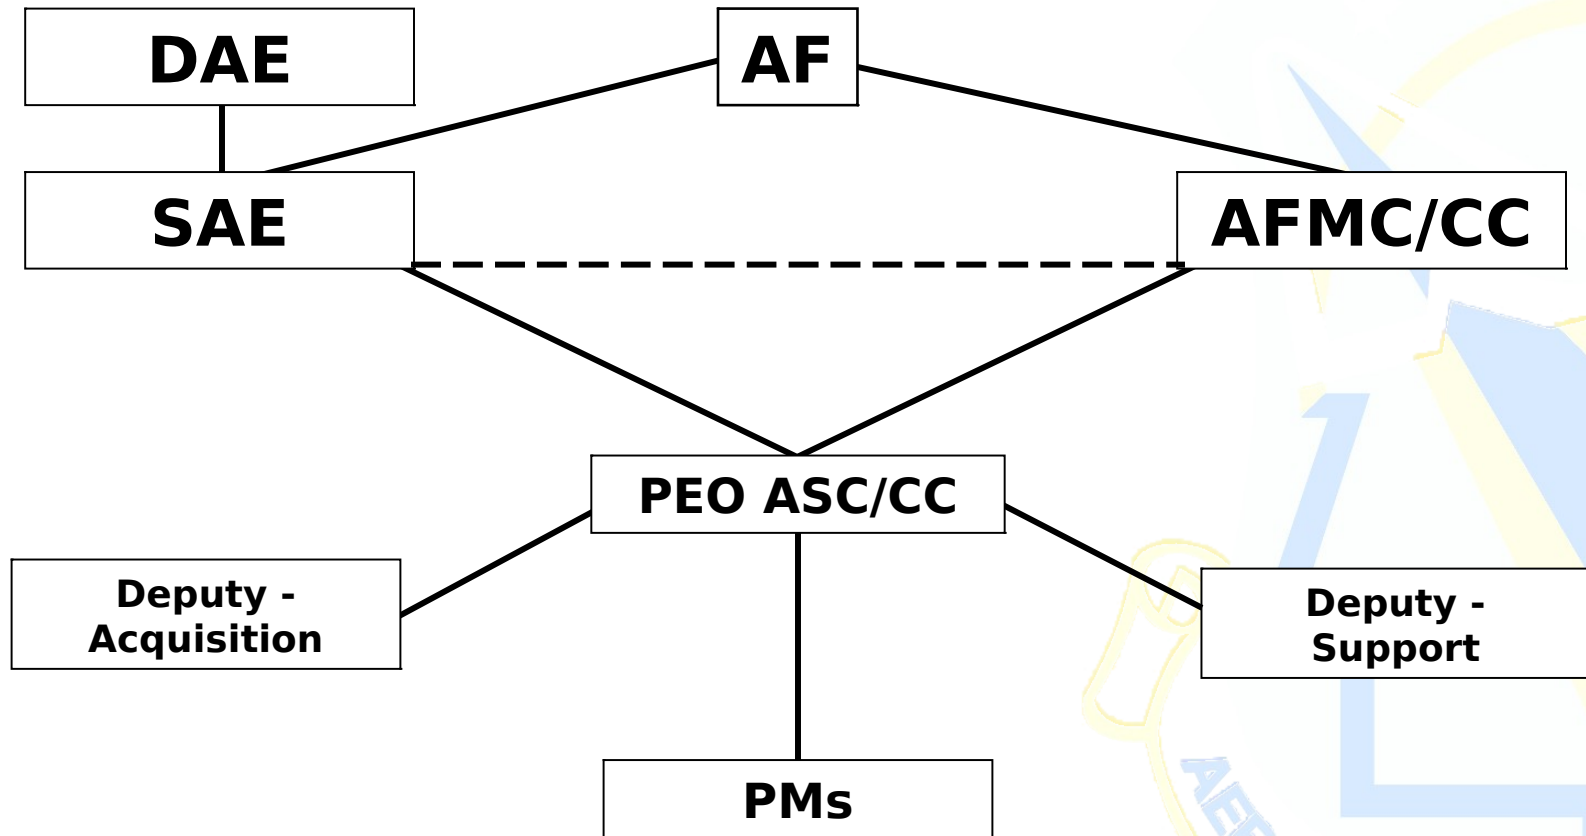 DAE
AF
SAE
AFMC/CC
PEO ASC/CC
Deputy -
Acquisition
Deputy -
Support
PMs